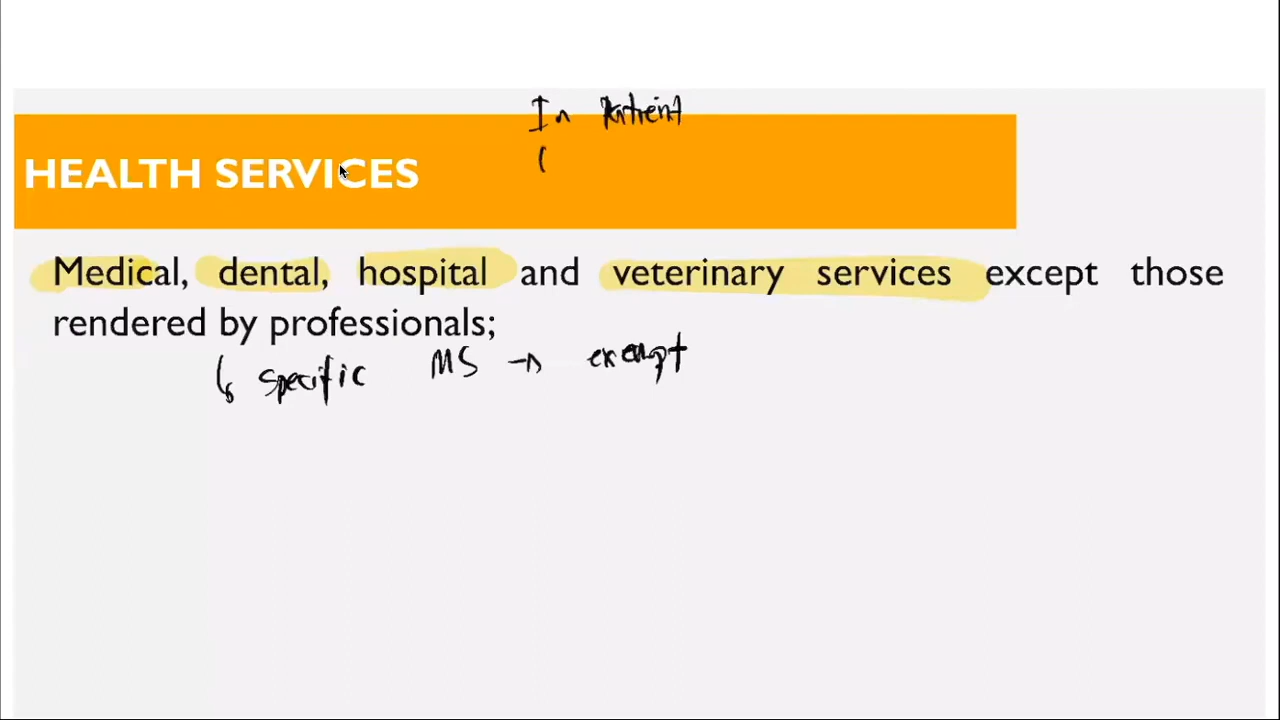 In Patient
HEALTH SERVICES
Medical, dental, hospital and veterinary services except those
rendered by professionals;
specific MS → exempt